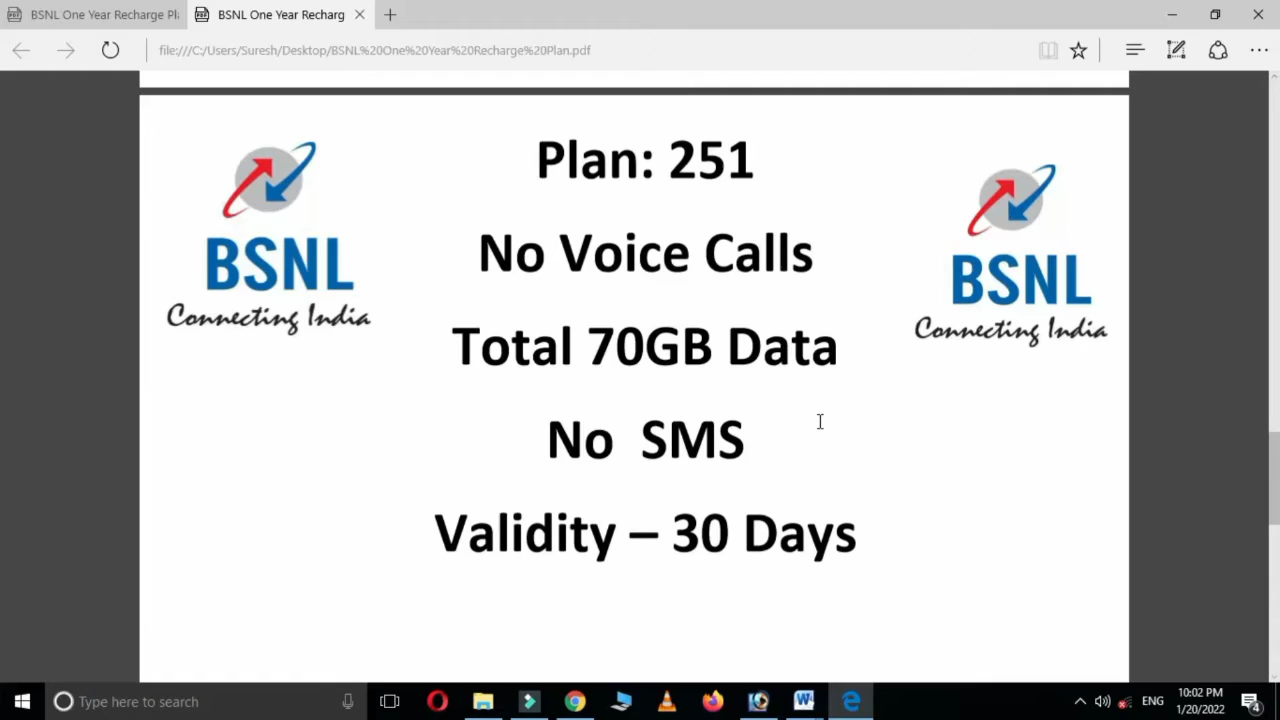 BSNL One Year Recharge Pl
BSNL One Year Recharg
file:///C:/Users/Suresh/Desktop/BSNL%20One%20Year%20Recharge%20Plan.pdf
BSNL
Connecting India
Plan: 251
No Voice Calls
Total 70GB Data
No  SMS
Validity – 30 Days
BSNL
Connecting India
Type here to search
ENG
10:02 PM
1/20/2022
4